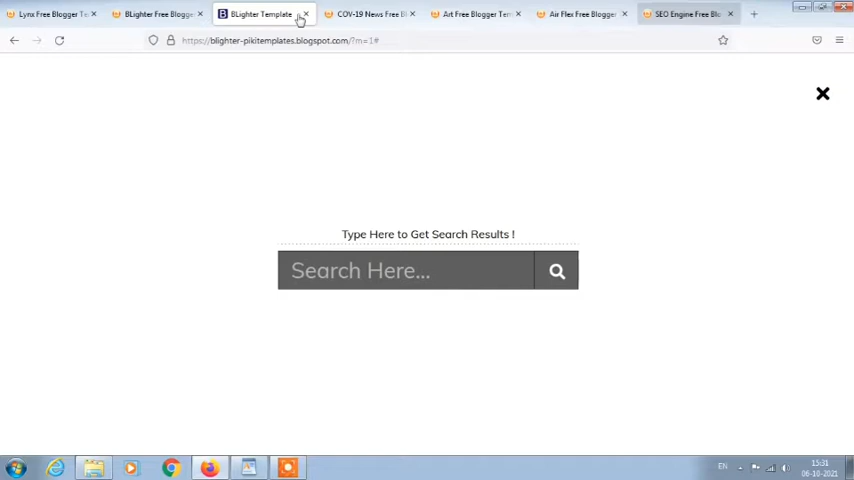 Lynx Free Blogger Te
BLighter Free Blogge
BLighter Template
COV-19 News Free Bl
Art Free Blogger Tem
Air Flex Free Blogger
SEO Engine Free Blo
https://blighter-pikitemplates.blogspot.com/?m=1#
Type Here to Get Search Results !
Search Here...
EN
15:31
06-10-2021